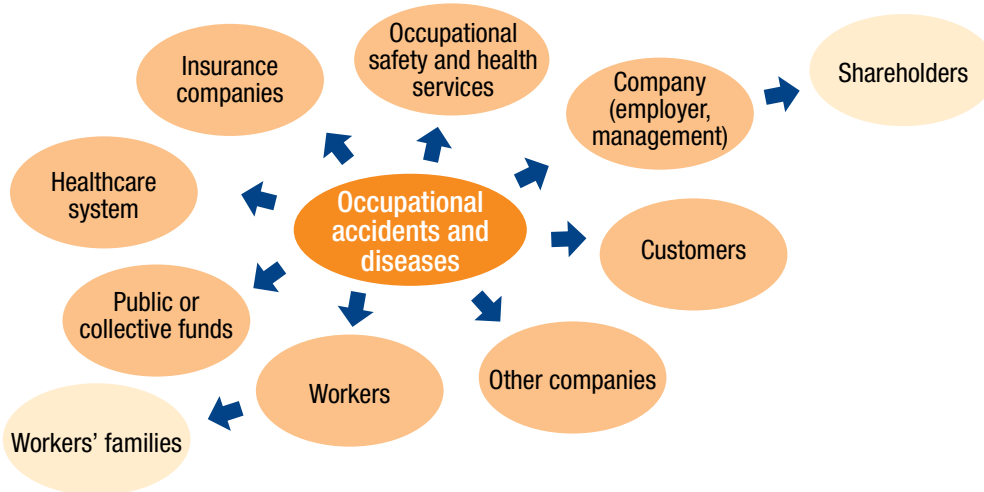 Occupational
safety and health
services
Insurance
companies
Company
(employer,
management)
Shareholders
Healthcare
system
Occupational
accidents and
diseases
Customers
Public or
collective funds
Workers
Other companies
Workers’ families